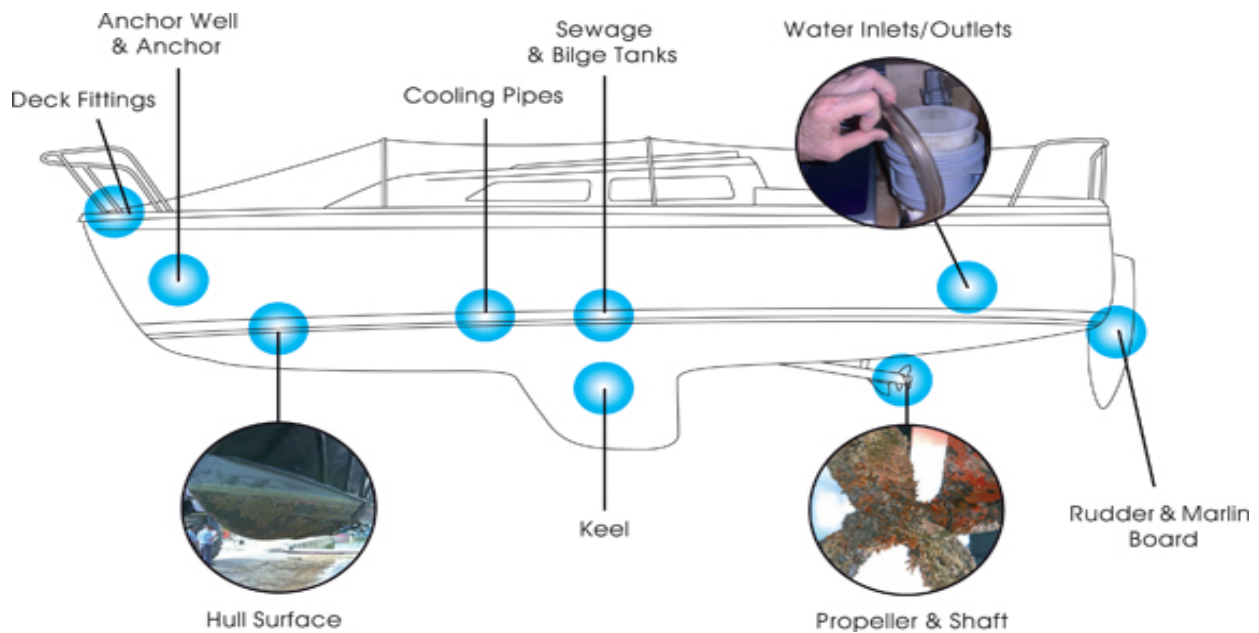 Anchor Well
& Anchor
Deck Fittings
Cooling Pipes
Sewage
& Bilge Tanks
Water Inlets/Outlets
Hull Surface
Keel
Propeller & Shaft
Rudder & Marlin
Board